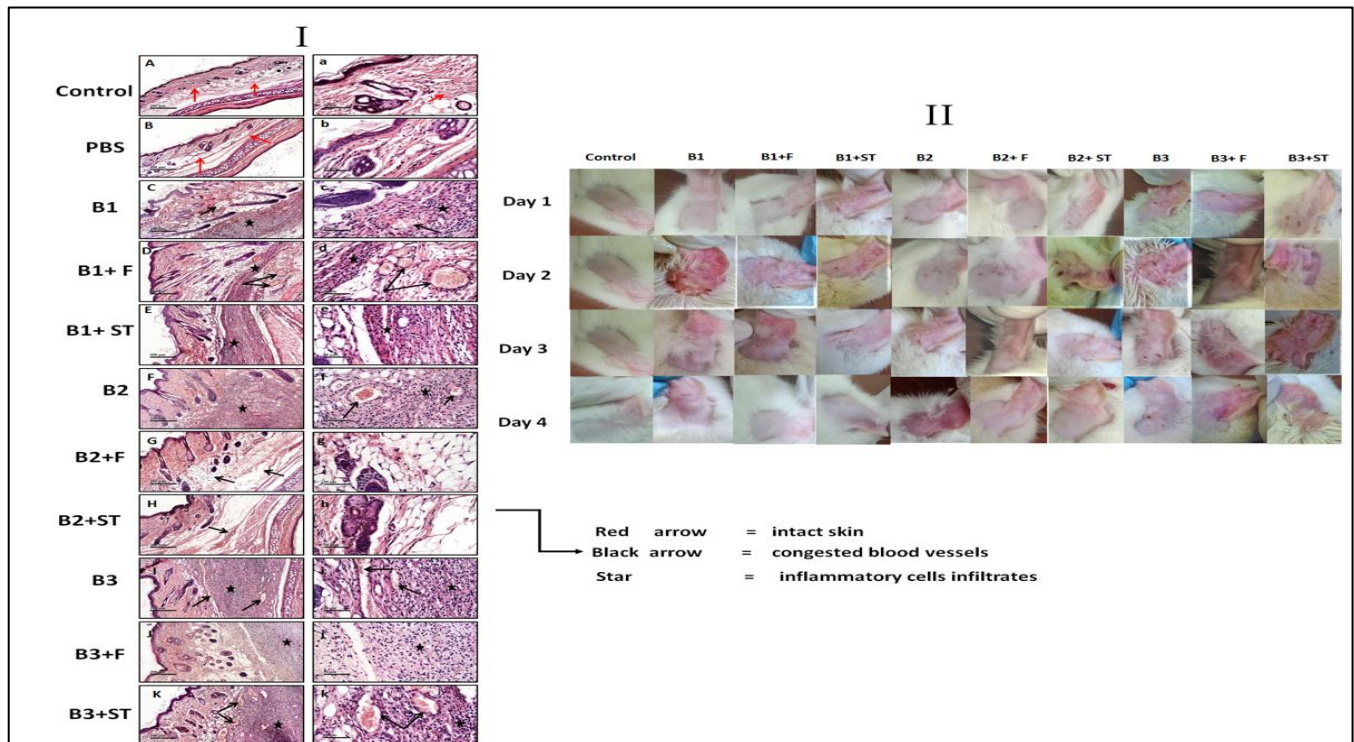 I
II
Control
A
a
PBS
B
b
B1
C
c
B1+ F
D
d
B1+ ST
E
e
B2
F
f
B2+F
G
g
B2+ST
H
h
B3
I
B3+F
J
B3+ST
K
k
Control B1 B1+F B1+ST B2 B2+ F B2+ ST B3 B3+ F B3+ST
Day 1
Day 2
Day 3
Day 4
Red arrow = intact skin
Black arrow = congested blood vessels
Star = inflammatory cells infiltrates